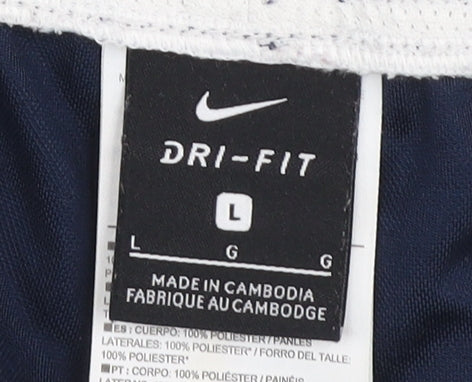 DRI-FIT
L
L G G
MADE IN CAMBODIA
FABRIQUE AU CAMBODGE
ES : CUERPO: 100% POLIESTER / PANLES
LATERALES: 100% POLIESTER* / FORRO DEL TALLE:
100% POLIESTER*
PT : CORPO: 100% POLIÉSTER / PAINÉIS